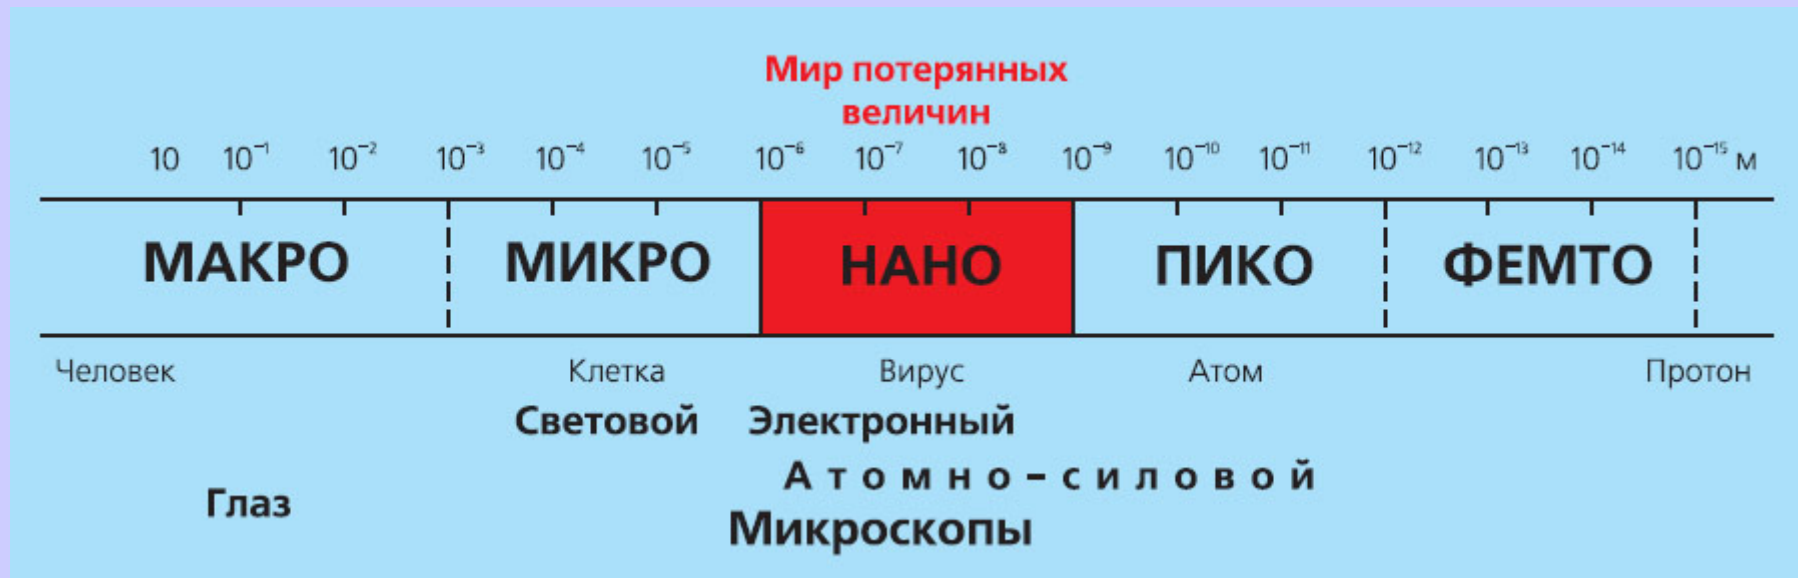 Мир потерянных
величин
10 10⁻¹ 10⁻² 10⁻³ 10⁻⁴ 10⁻⁵ 10⁻⁶ 10⁻⁷ 10⁻⁸ 10⁻⁹ 10⁻¹⁰ 10⁻¹¹ 10⁻¹² 10⁻¹³ 10⁻¹⁴ 10⁻¹⁵ м
МАКРО МИКРО НАНО ПИКО ФЕМТО
Человек Клетка Вирус Атом Протон
Световой Электронный
Атомно-силовой
Глаз
Микроскопы